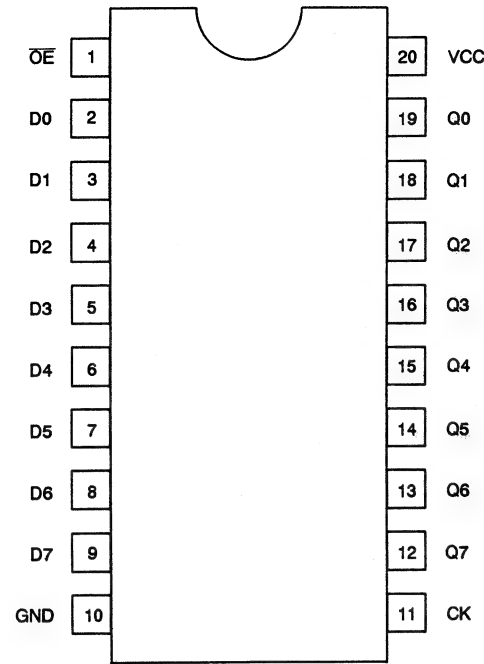 O̅E̅ 1 20 VCC
D0 2 19 Q0
D1 3 18 Q1
D2 4 17 Q2
D3 5 16 Q3
D4 6 15 Q4
D5 7 14 Q5
D6 8 13 Q6
D7 9 12 Q7
GND 10 11 CK